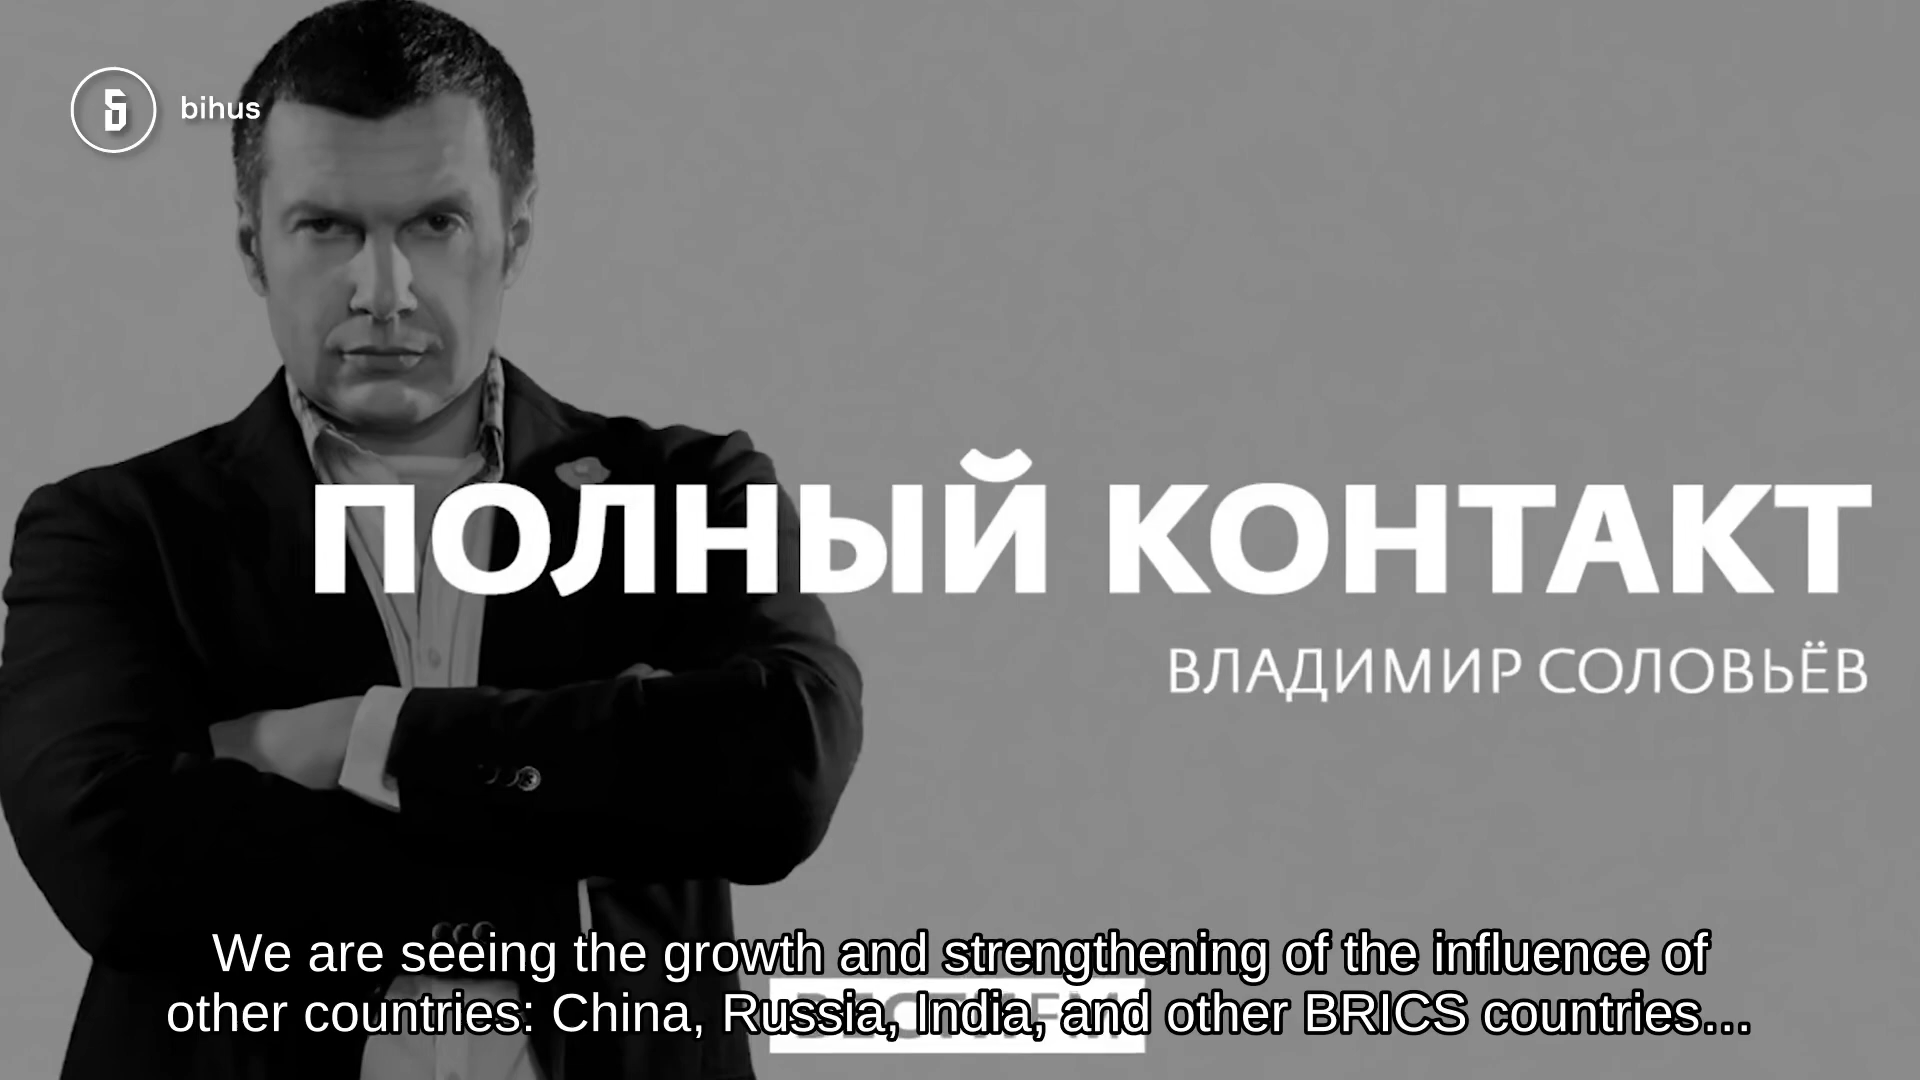 bihus
ПОЛНЫЙ КОНТАКТ
ВЛАДИМИР СОЛОВЬЁВ
We are seeing the growth and strengthening of the influence of
other countries: China, Russia, India, and other BRICS countries...